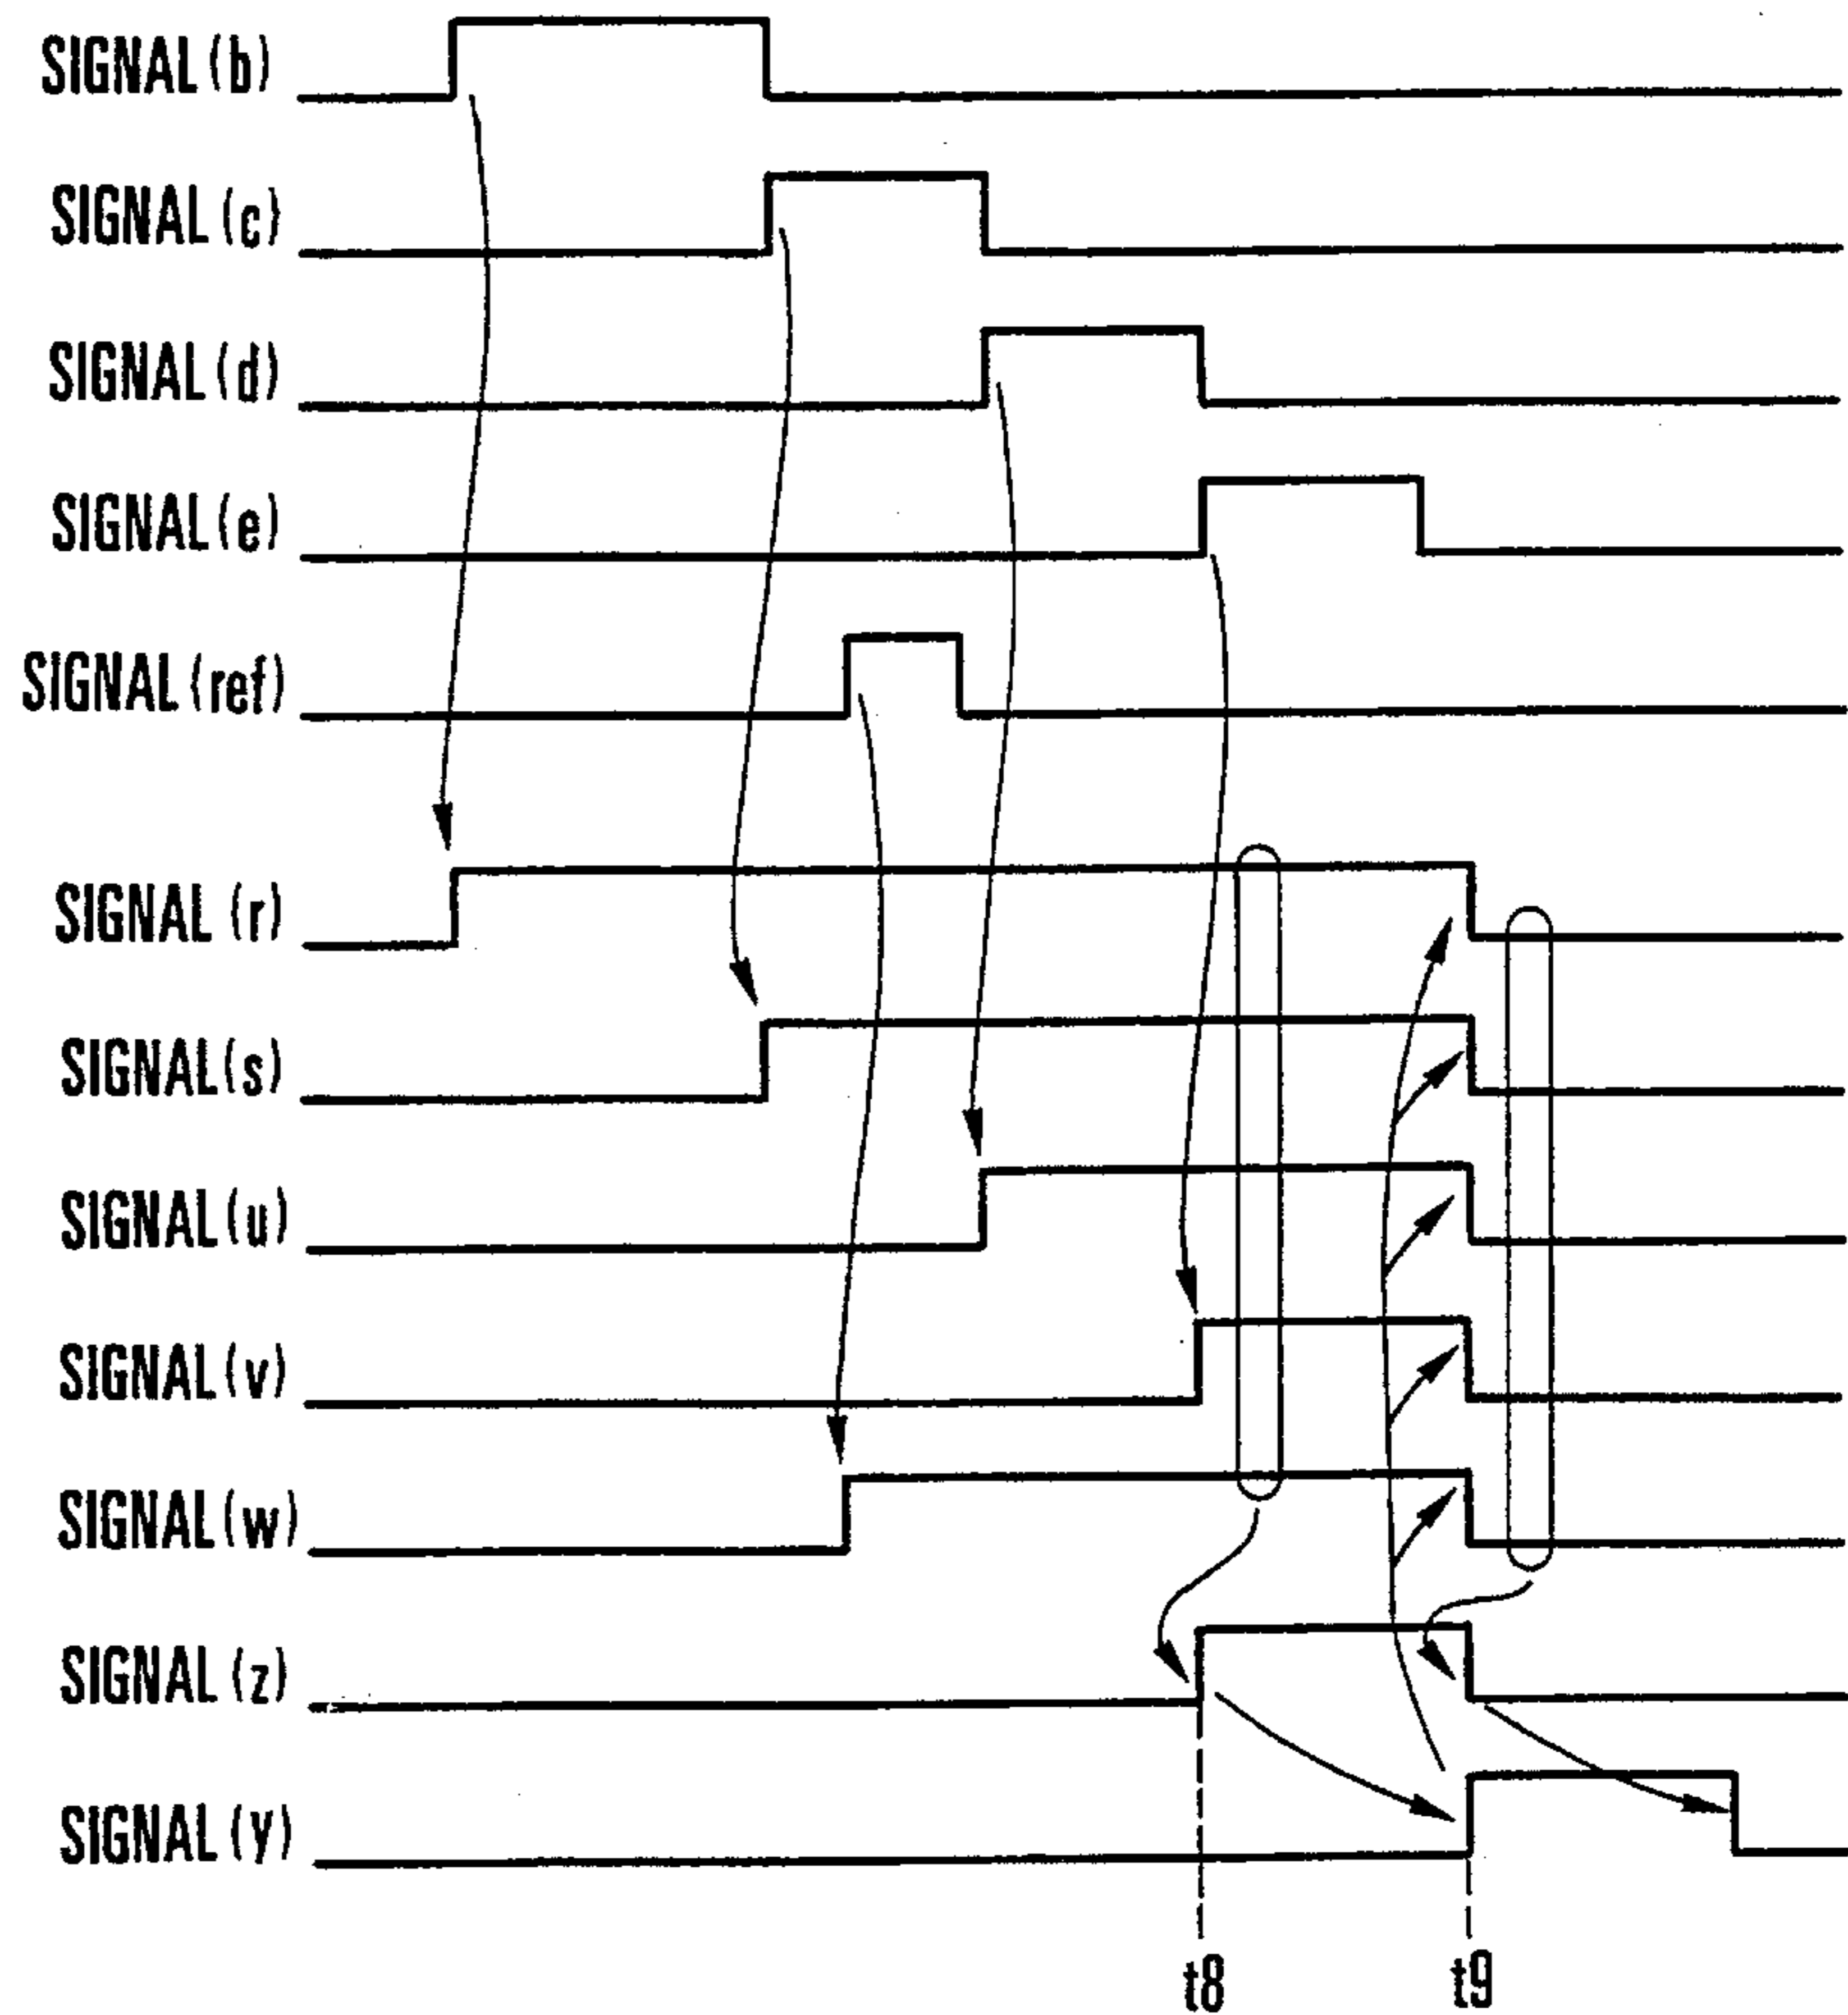 SIGNAL(b)
SIGNAL(c)
SIGNAL(d)
SIGNAL(e)
SIGNAL(ref)
SIGNAL(r)
SIGNAL(s)
SIGNAL(u)
SIGNAL(v)
SIGNAL(w)
SIGNAL(z)
SIGNAL(y)
t8 t9